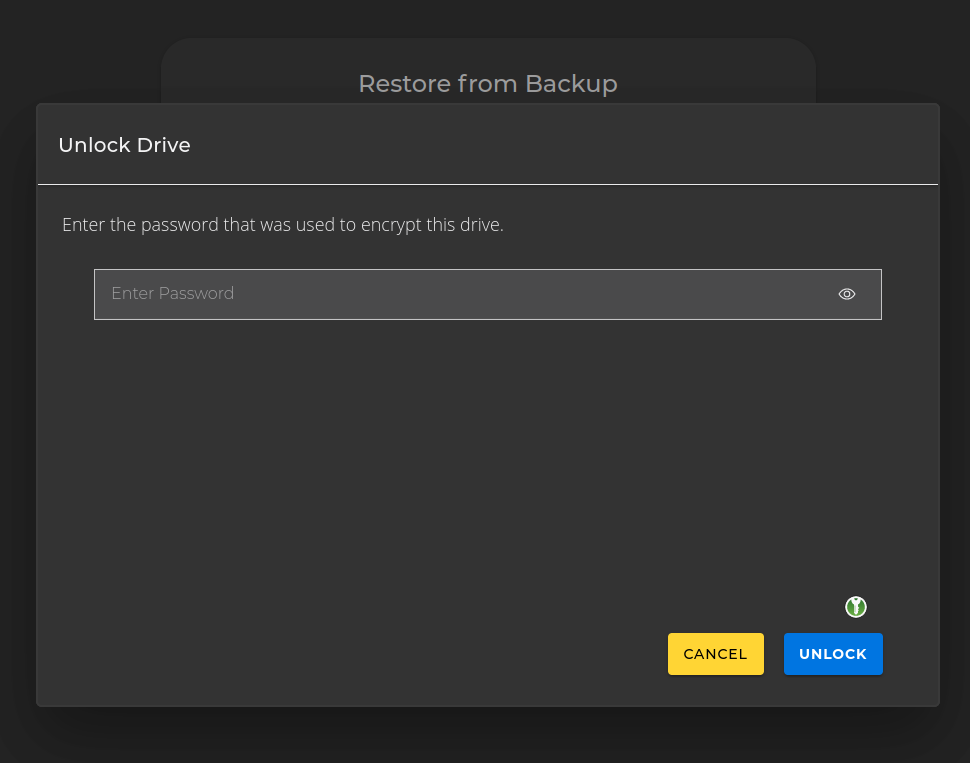 Restore from Backup
Unlock Drive
Enter the password that was used to encrypt this drive.
Enter Password
CANCEL
UNLOCK